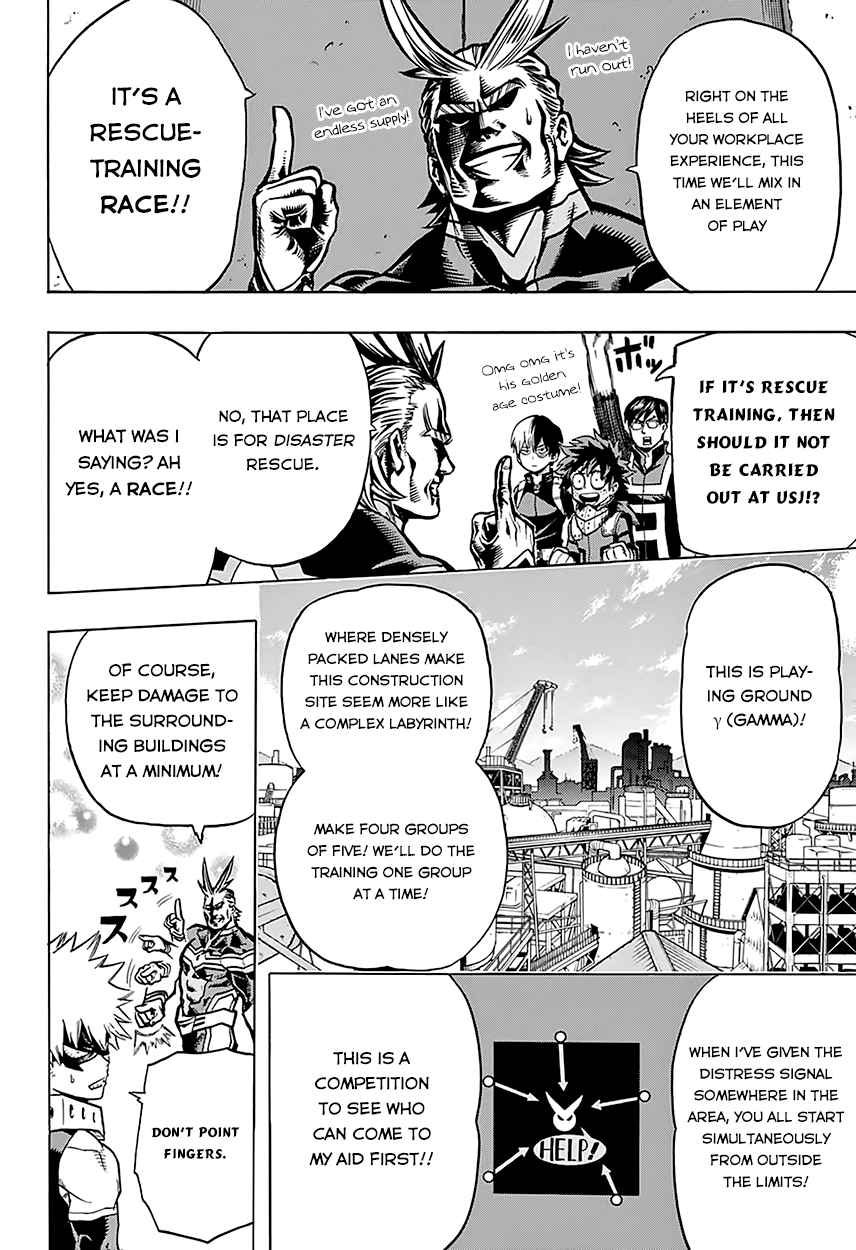 RIGHT ON THE
HEELS OF ALL
YOUR WORKPLACE
EXPERIENCE, THIS
TIME WE'LL MIX IN
AN ELEMENT
OF PLAY
I haven't
run out!
I've got an
endless supply!
IT'S A
RESCUE-
TRAINING
RACE!!
IF IT'S RESCUE
TRAINING, THEN
SHOULD IT NOT
BE CARRIED
OUT AT USJ!?
ボッ
OMG OMG it's
his golden
age costume!
NO, THAT PLACE
IS FOR DISASTER
RESCUE.
WHAT WAS I
SAYING? AH
YES, A RACE!!
THIS IS PLAY-
ING GROUND
γ (GAMMA)!
WHERE DENSELY
PACKED LANES MAKE
THIS CONSTRUCTION
SITE SEEM MORE LIKE
A COMPLEX LABYRINTH!
MAKE FOUR GROUPS
OF FIVE! WE'LL DO THE
TRAINING ONE GROUP
AT A TIME!
WHEN I'VE GIVEN THE
DISTRESS SIGNAL
SOMEWHERE IN THE
AREA, YOU ALL START
SIMULTANEOUSLY
FROM OUTSIDE
THE LIMITS!
HELP!
THIS IS A
COMPETITION
TO SEE WHO
CAN COME TO
MY AID FIRST!!
OF COURSE,
KEEP DAMAGE TO
THE SURROUND-
ING BUILDINGS
AT A MINIMUM!
ススス
DON'T POINT
FINGERS.